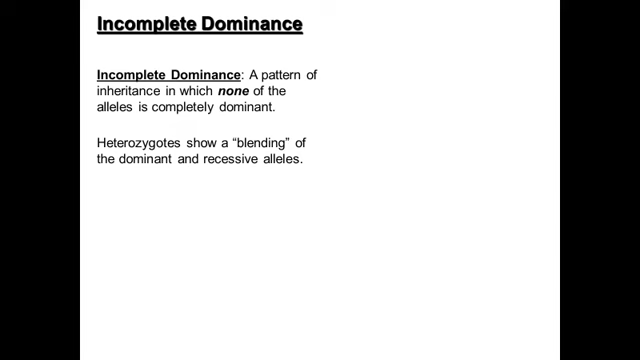 Incomplete Dominance
Incomplete Dominance: A pattern of
inheritance in which none of the
alleles is completely dominant.
Heterozygotes show a “blending” of
the dominant and recessive alleles.